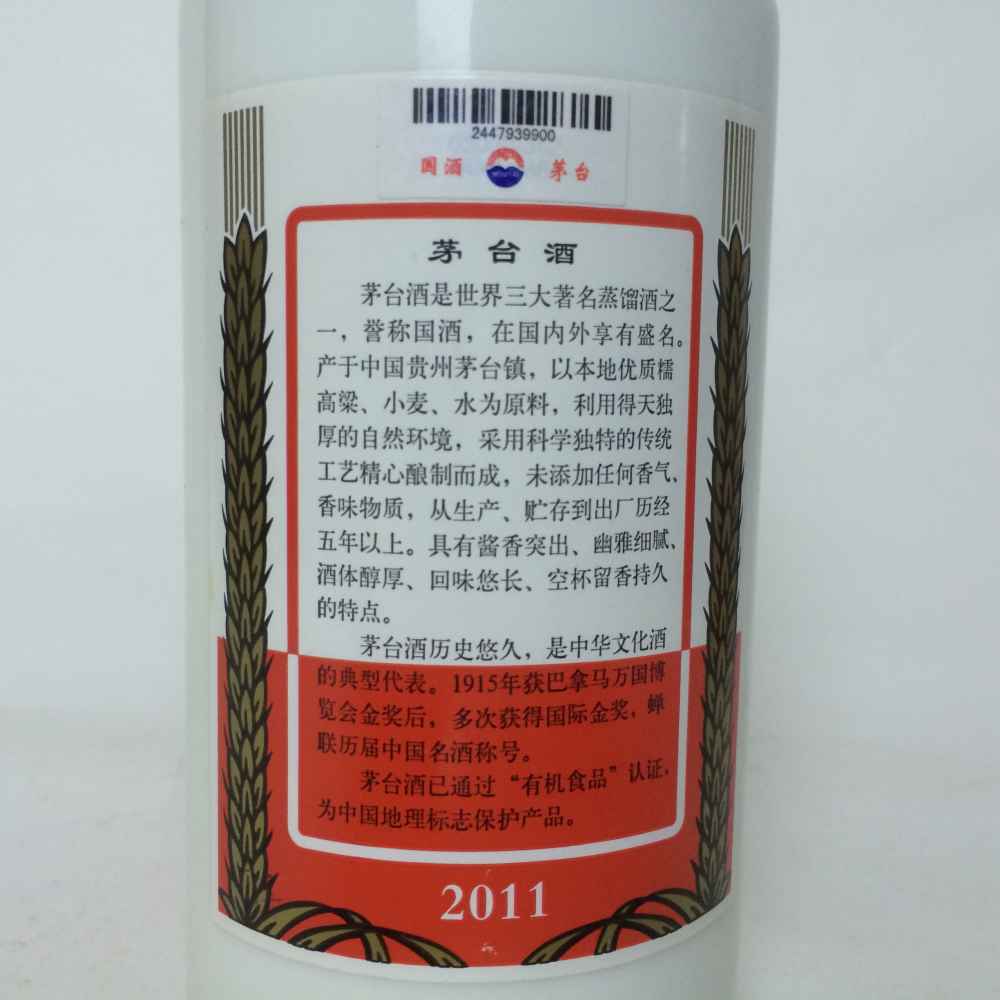 2447939900
国酒 茅台
茅台酒
茅台酒是世界三大著名蒸馏酒之
一，誉称国酒，在国内外享有盛名。
产于中国贵州茅台镇，以本地优质糯
高粱、小麦、水为原料，利用得天独
厚的自然环境，采用科学独特的传统
工艺精心酿制而成，未添加任何香气、
香味物质，从生产、贮存到出厂历经
五年以上。具有酱香突出、幽雅细腻、
酒体醇厚、回味悠长、空杯留香持久
的特点。
茅台酒历史悠久，是中华文化酒
的典型代表。1915年获巴拿马万国博
览会金奖后，多次获得国际金奖，蝉
联历届中国名酒称号。
茅台酒已通过“有机食品”认证，
为中国地理标志保护产品。
2011